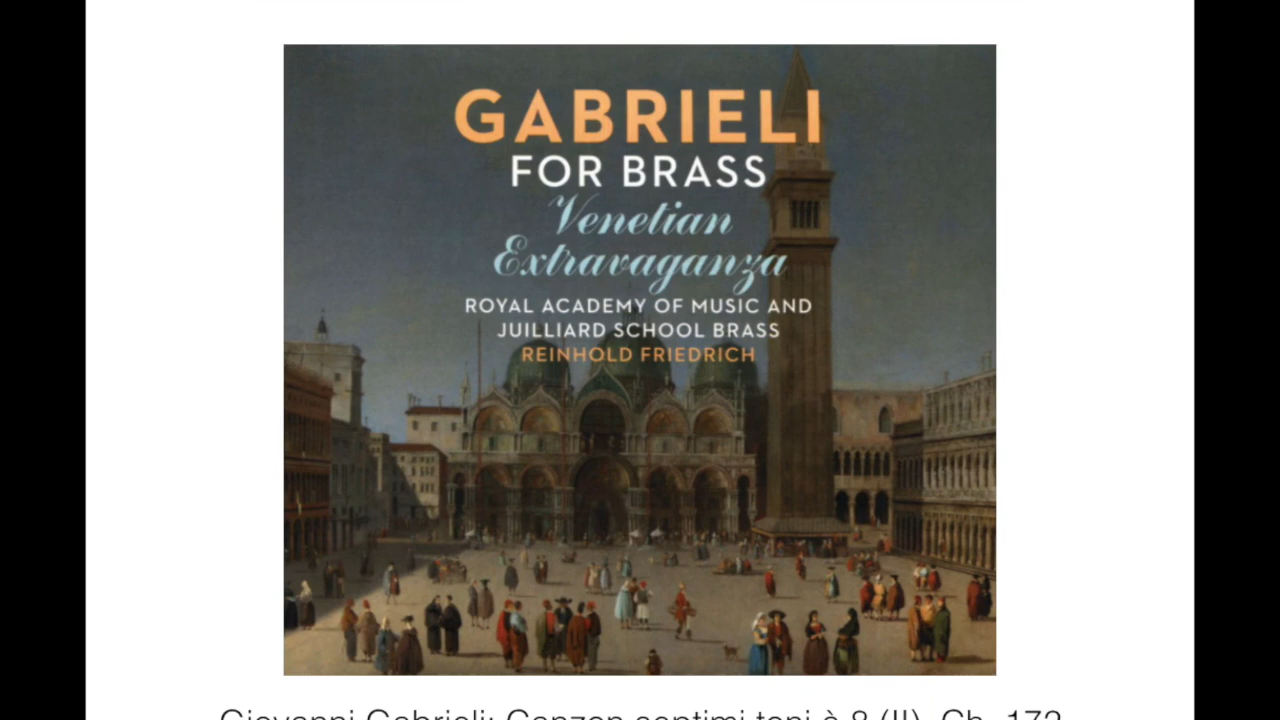 GABRIELI
FOR BRASS
Venetian
Extravaganza
ROYAL ACADEMY OF MUSIC AND
JUILLIARD SCHOOL BRASS
REINHOLD FRIEDRICH
Giovanni Gabrieli: Canzon septimi toni à 8 (II), Ch. 172